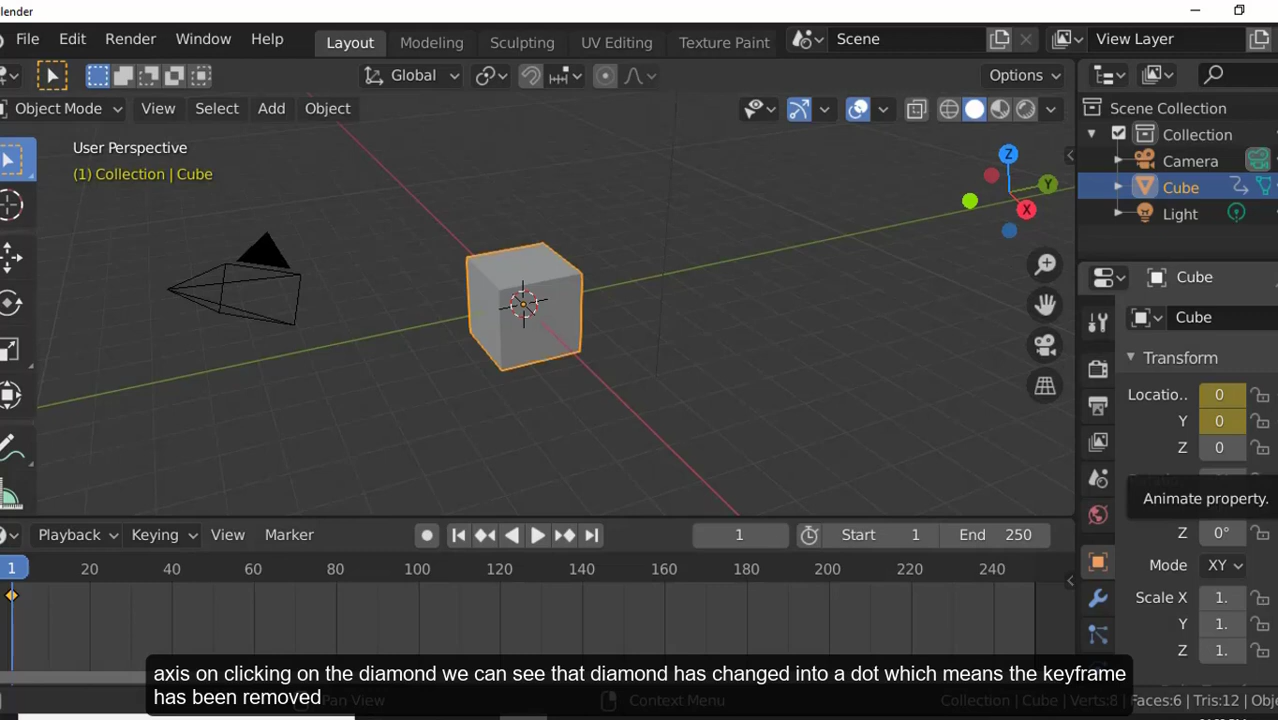 lender
File Edit Render Window Help Layout Modeling Sculpting UV Editing Texture Paint Scene View Layer
Global Options
Object Mode View Select Add Object
Scene Collection
Collection
Camera
Cube
Light
User Perspective
(1) Collection | Cube
Z
Y
X
Cube
Cube
Transform
Locatio.. 0
Y 0
Z 0
Animate property.
Z 0°
Mode XY
Scale X 1.
Y 1.
Z 1.
Playback Keying View Marker 1 Start 1 End 250
1 20 40 60 80 100 120 140 160 180 200 220 240
axis on clicking on the diamond we can see that diamond has changed into a dot which means the keyframe
has been removed
Pan View Context Menu Collection | Cube | Verts:8 | Faces:6 | Tris:12 | Obje